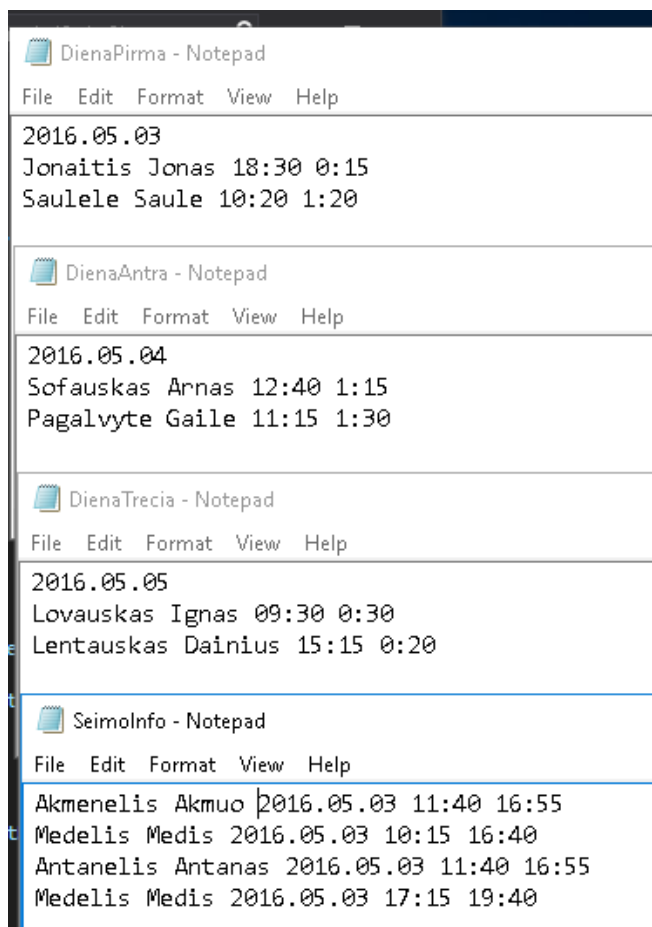 DienaPirma - Notepad
File Edit Format View Help
2016.05.03
Jonaitis Jonas 18:30 0:15
Saulele Saule 10:20 1:20
DienaAntra - Notepad
File Edit Format View Help
2016.05.04
Sofauskas Arnas 12:40 1:15
Pagalvyte Gaile 11:15 1:30
DienaTrecia - Notepad
File Edit Format View Help
2016.05.05
Lovauskas Ignas 09:30 0:30
Lentauskas Dainius 15:15 0:20
SeimoInfo - Notepad
File Edit Format View Help
Akmenelis Akmuo 2016.05.03 11:40 16:55
Medelis Medis 2016.05.03 10:15 16:40
Antanelis Antanas 2016.05.03 11:40 16:55
Medelis Medis 2016.05.03 17:15 19:40